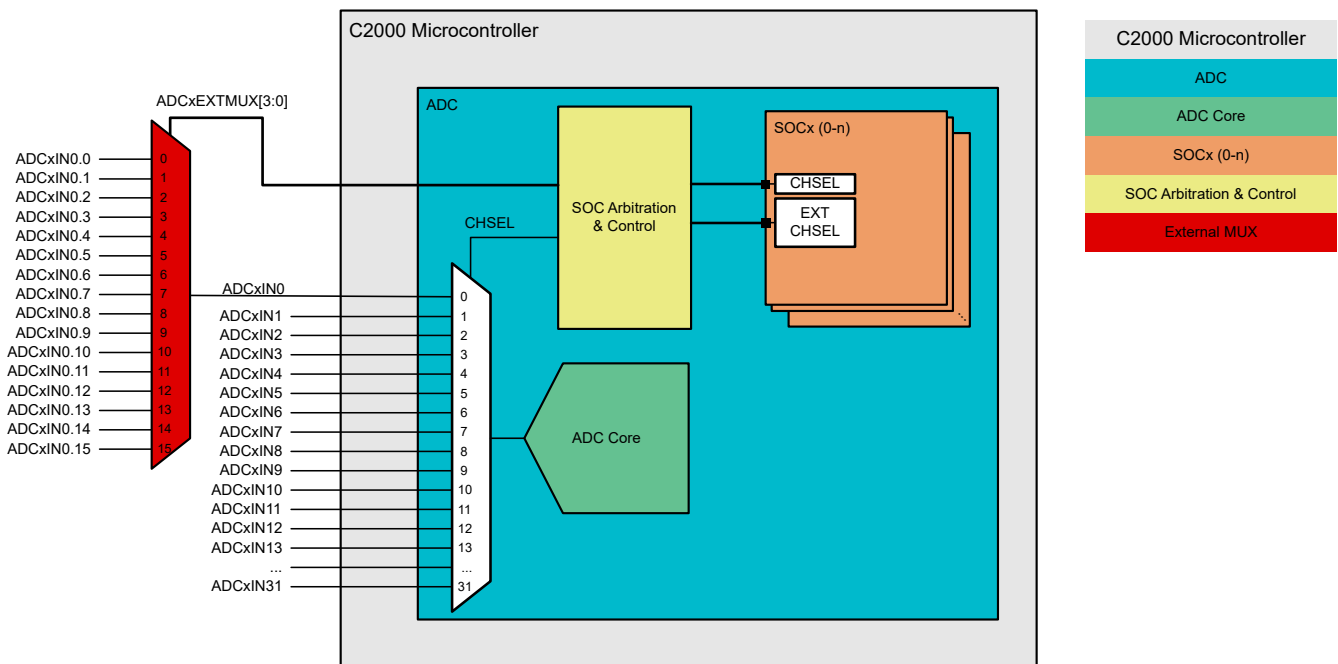 C2000 Microcontroller
ADCxEXTMUX[3:0]
ADCxIN0.0
ADCxIN0.1
ADCxIN0.2
ADCxIN0.3
ADCxIN0.4
ADCxIN0.5
ADCxIN0.6
ADCxIN0.7
ADCxIN0.8
ADCxIN0.9
ADCxIN0.10
ADCxIN0.11
ADCxIN0.12
ADCxIN0.13
ADCxIN0.14
ADCxIN0.15
0
1
2
3
4
5
6
7
8
9
10
11
12
13
14
15
ADCxIN0
ADCxIN1
ADCxIN2
ADCxIN3
ADCxIN4
ADCxIN5
ADCxIN6
ADCxIN7
ADCxIN8
ADCxIN9
ADCxIN10
ADCxIN11
ADCxIN12
ADCxIN13
...
ADCxIN31
ADC
CHSEL
0
1
2
3
4
5
6
7
8
9
10
11
12
13
...
31
SOC Arbitration
& Control
ADC Core
SOCx (0-n)
CHSEL
EXT
CHSEL
C2000 Microcontroller
ADC
ADC Core
SOCx (0-n)
SOC Arbitration & Control
External MUX